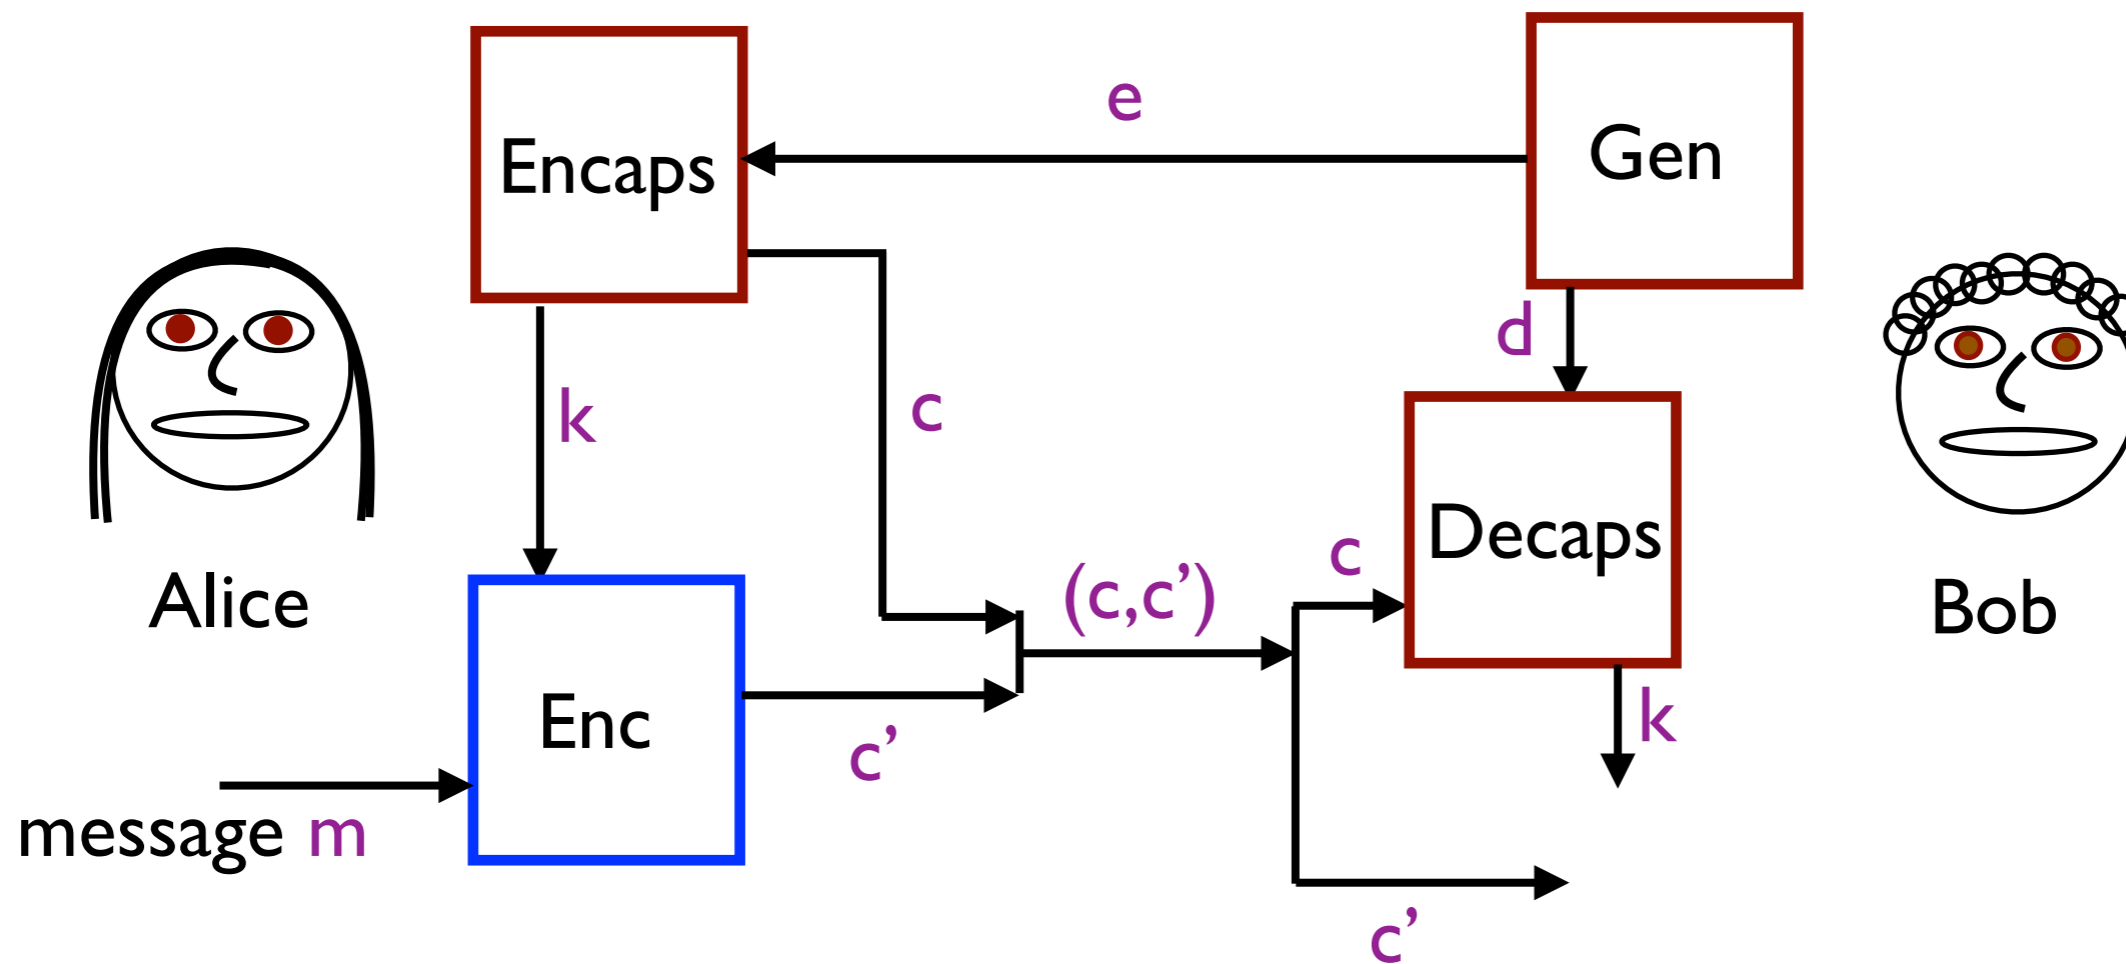 e
Encaps
Gen
d
k
c
Decaps
c
(c,c’)
Alice
Bob
Enc
k
c’
message m
c’